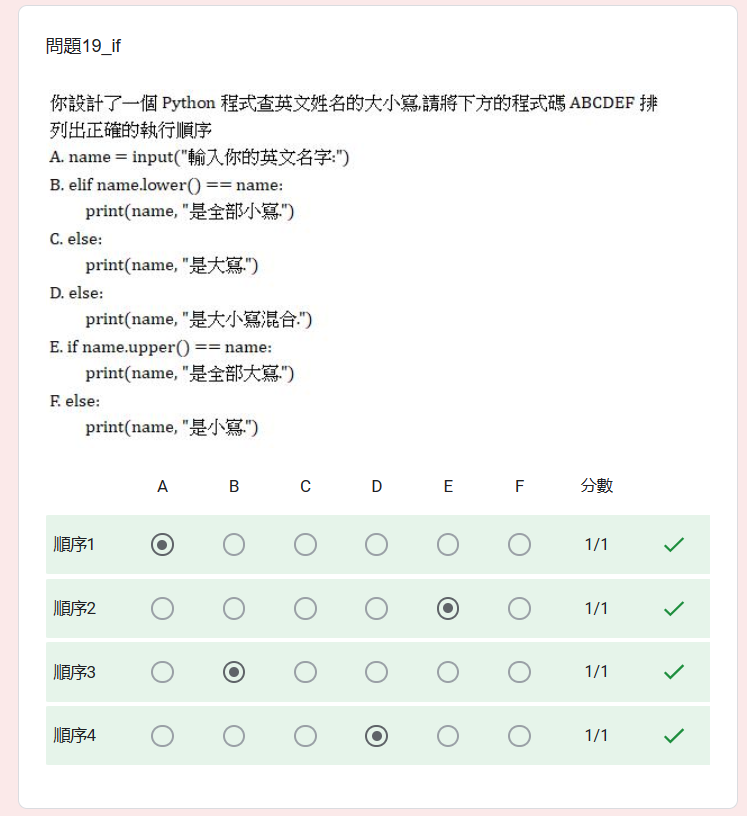 問題19_if
你設計了一個 Python 程式查英文姓名的大小寫,請將下方的程式碼 ABCDEF 排
列出正確的執行順序
A. name = input("輸入你的英文名字:")
B. elif name.lower() == name:
print(name, "是全部小寫.")
C. else:
print(name, "是大寫.")
D. else:
print(name, "是大小寫混合.")
E. if name.upper() == name:
print(name, "是全部大寫.")
F. else:
print(name, "是小寫.")
A B C D E F 分數
順序1 1/1
順序2 1/1
順序3 1/1
順序4 1/1